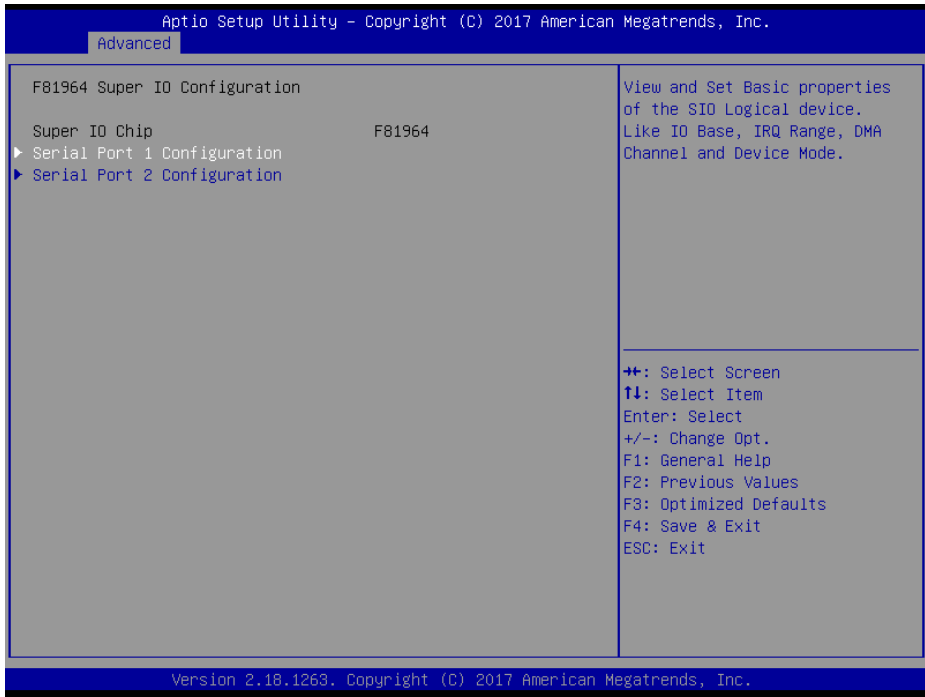 Aptio Setup Utility – Copyright (C) 2017 American Megatrends, Inc.
Advanced
F81964 Super IO Configuration
Super IO Chip F81964
▶ Serial Port 1 Configuration
▶ Serial Port 2 Configuration
View and Set Basic properties
of the SIO Logical device.
Like IO Base, IRQ Range, DMA
Channel and Device Mode.
→←: Select Screen
↑↓: Select Item
Enter: Select
+/-: Change Opt.
F1: General Help
F2: Previous Values
F3: Optimized Defaults
F4: Save & Exit
ESC: Exit
Version 2.18.1263. Copyright (C) 2017 American Megatrends, Inc.